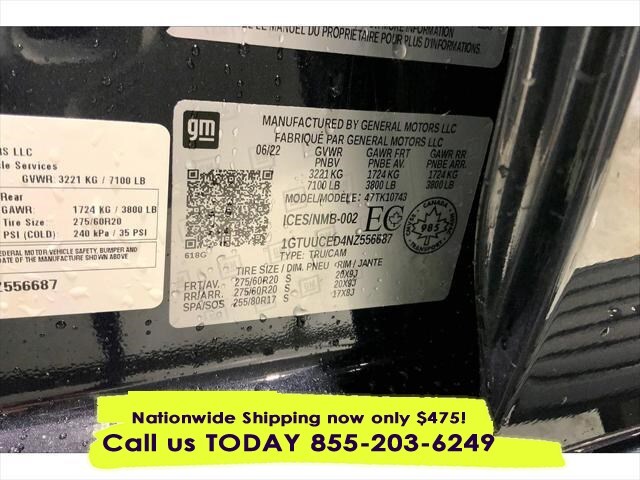 DU MANUEL DU PROPRIÉTAIRE POUR PLUS D'INFORMATIONS
gm
MANUFACTURED BY GENERAL MOTORS LLC
FABRIQUÉ PAR GENERAL MOTORS LLC
06/22 GVWR GAWR FRT GAWR RR
PNBV PNBE AV. PNBE ARR.
3221 KG 1724 KG 1724 KG
7100 LB 3800 LB 3800 LB
MODEL/MODÈLE: 47TK10743
ICES/NMB-002 EC
CANADA 985
1GTUUCED4NZ556687
TYPE: TRU/CAM
618G
TIRE SIZE / DIM. PNEU RIM / JANTE
FRT/AV. 275/60R20 S 20X9J
RR/ARR. 275/60R20 S 20X9J
SPA/SOS 255/80R17 S 17X8J
RS LLC
cle Services
GVWR: 3221 KG / 7100 LB
Rear
GAWR: 1724 KG / 3800 LB
Tire Size 275/60R20
PSI (COLD): 240 kPa / 35 PSI
FEDERAL MOTOR VEHICLE SAFETY, BUMPER AND
Z556687
Nationwide Shipping now only $475!
Call us TODAY 855-203-6249